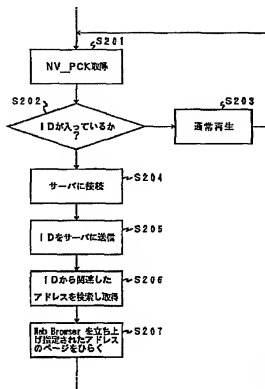 S201
NV_PCK取得
S202
IDが入っているか
?
S203
通常再生
サーバに接続
S204
IDをサーバに送信
S205
IDから関連した
アドレスを検索し取得
S206
Web Browser を立ち上
げ指定されたアドレス
のページをひらく
S207